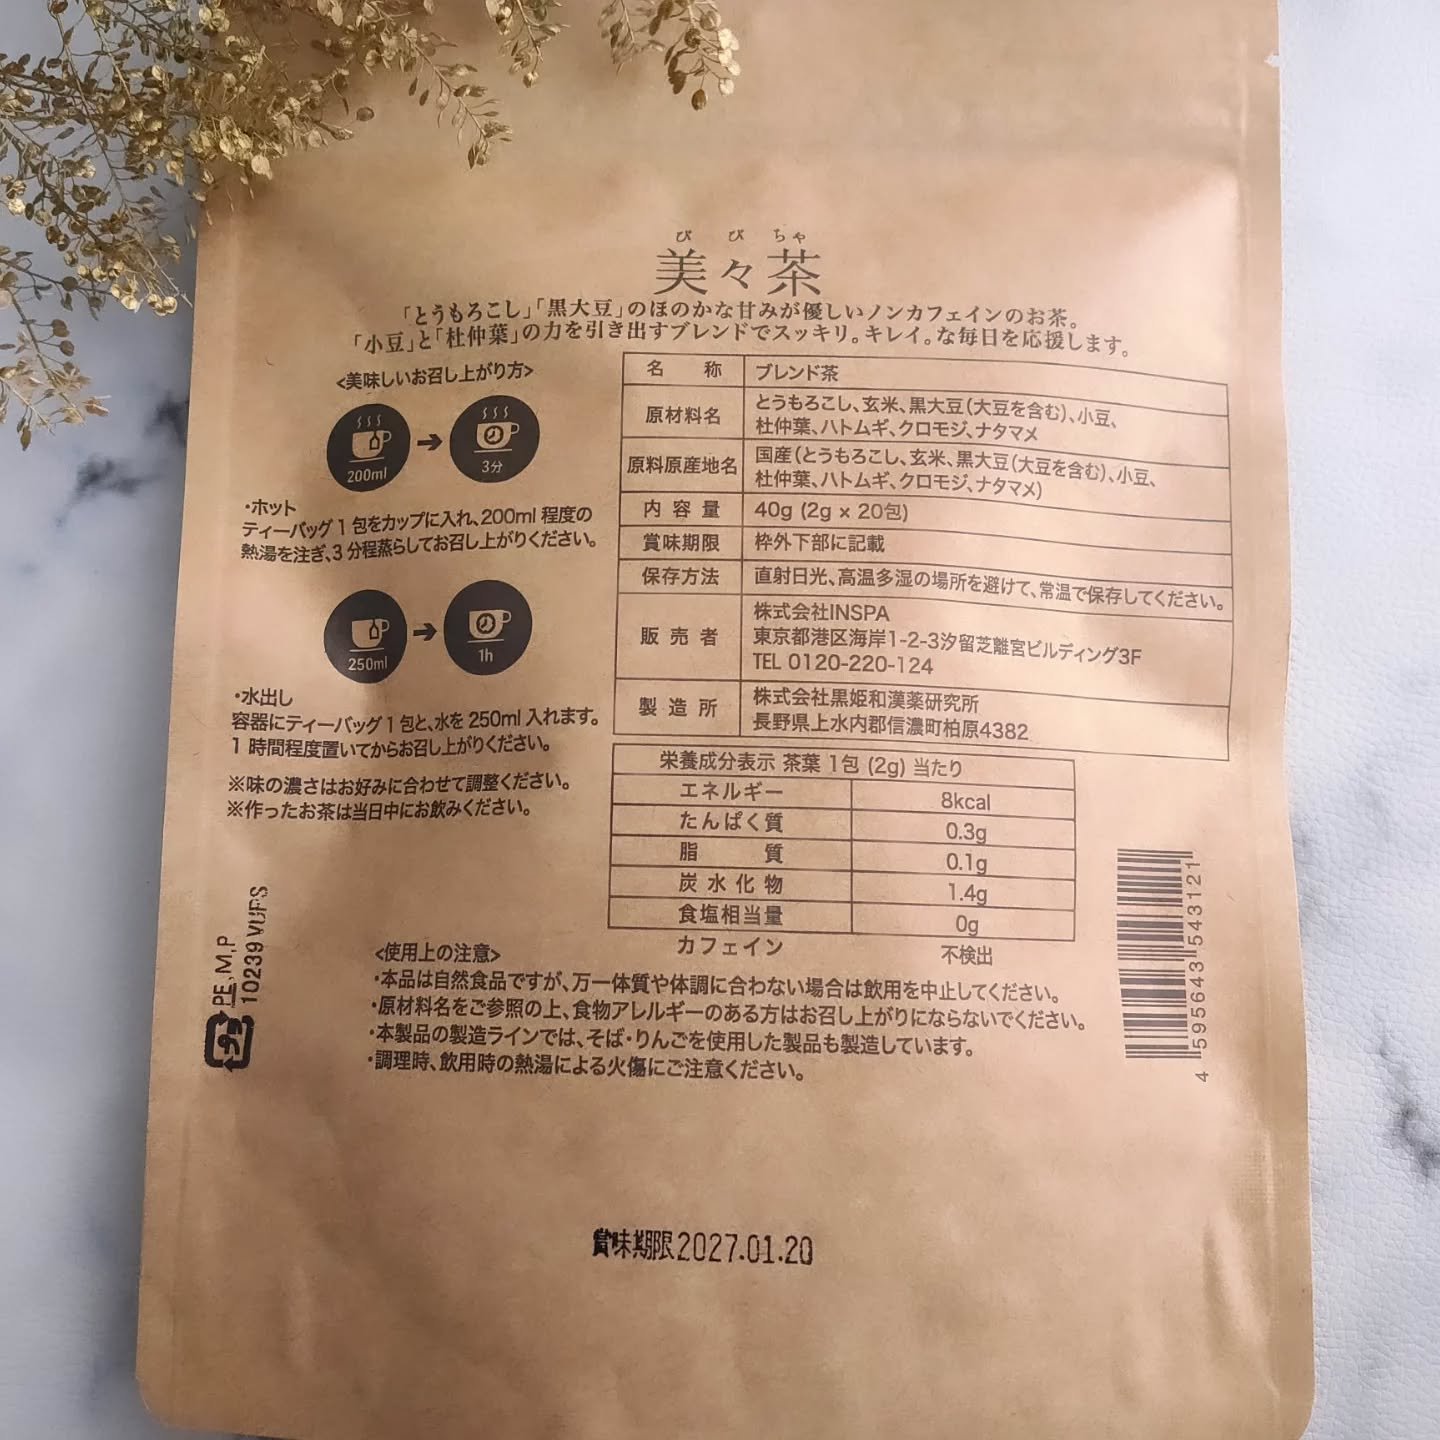 びびちゃ
美々茶
「とうもろこし」「黒大豆」のほのかな甘みが優しいノンカフェインのお茶。
「小豆」と「杜仲葉」の力を引き出すブレンドでスッキリ。キレイ。な毎日を応援します。
<美味しいお召し上がり方>
200ml
3分
・ホット
ティーバッグ1包をカップに入れ、200ml 程度の
熱湯を注ぎ、3分程蒸らしてお召し上がりください。
250ml
1h
・水出し
容器にティーバッグ1包と、水を 250ml 入れます。
1時間程度置いてからお召し上がりください。
※味の濃さはお好みに合わせて調整ください。
※作ったお茶は当日中にお飲みください。
名称 ブレンド茶
原材料名 とうもろこし、玄米、黒大豆(大豆を含む)、小豆、
杜仲葉、ハトムギ、クロモジ、ナタマメ
原料原産地名 国産(とうもろこし、玄米、黒大豆(大豆を含む)、小豆、
杜仲葉、ハトムギ、クロモジ、ナタマメ)
内容量 40g (2g × 20包)
賞味期限 枠外下部に記載
保存方法 直射日光、高温多湿の場所を避けて、常温で保存してください。
販売者 株式会社INSPA
東京都港区海岸1-2-3汐留芝離宮ビルディング3F
TEL 0120-220-124
製造所 株式会社黒姫和漢薬研究所
長野県上水内郡信濃町柏原4382
栄養成分表示 茶葉 1包 (2g) 当たり
エネルギー 8kcal
たんぱく質 0.3g
脂質 0.1g
炭水化物 1.4g
食塩相当量 0g
カフェイン 不検出
<使用上の注意>
・本品は自然食品ですが、万一体質や体調に合わない場合は飲用を中止してください。
・原材料名をご参照の上、食物アレルギーのある方はお召し上がりにならないでください。
・本製品の製造ラインでは、そば・りんごを使用した製品も製造しています。
・調理時、飲用時の熱湯による火傷にご注意ください。
プラ
PE,M,P
10239 VUFS
4 595643 543121
賞味期限2027.01.20